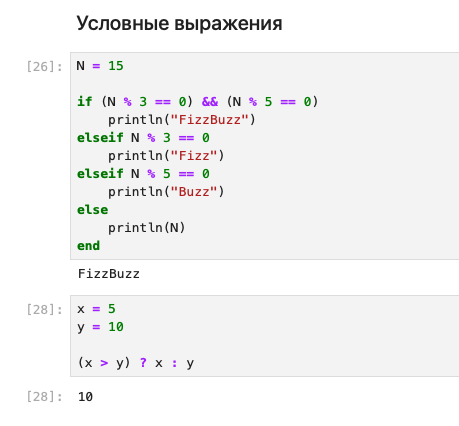 Условные выражения
[26]: N = 15
if (N % 3 == 0) && (N % 5 == 0)
    println("FizzBuzz")
elseif N % 3 == 0
    println("Fizz")
elseif N % 5 == 0
    println("Buzz")
else
    println(N)
end
FizzBuzz
[28]: x = 5
y = 10
(x > y) ? x : y
[28]: 10